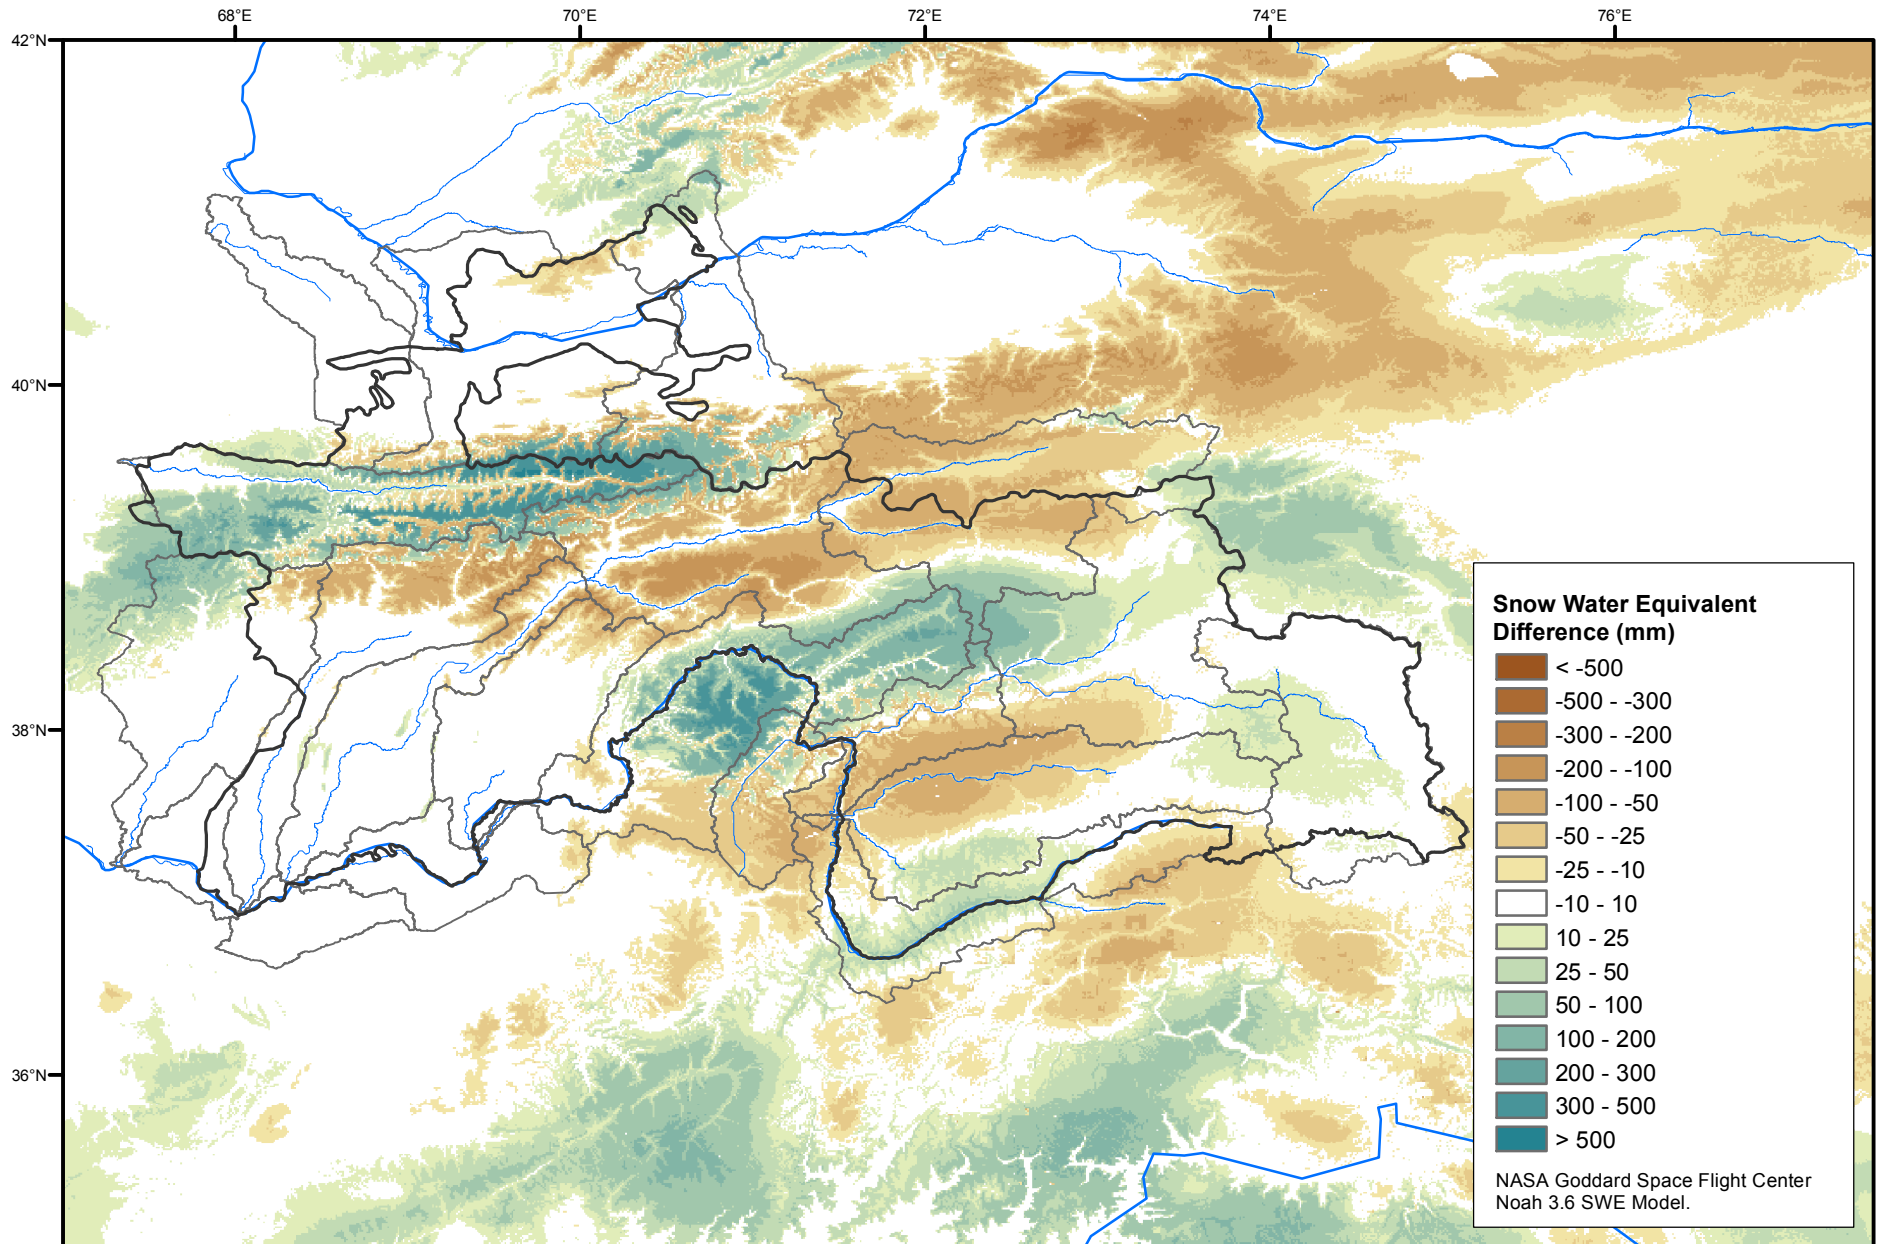 68°E
70°E
72°E
74°E
76°E
42°N
40°N
38°N
36°N
Snow Water Equivalent
Difference (mm)
< -500
-500 - -300
-300 - -200
-200 - -100
-100 - -50
-50 - -25
-25 - -10
-10 - 10
10 - 25
25 - 50
50 - 100
100 - 200
200 - 300
300 - 500
> 500
NASA Goddard Space Flight Center
Noah 3.6 SWE Model.